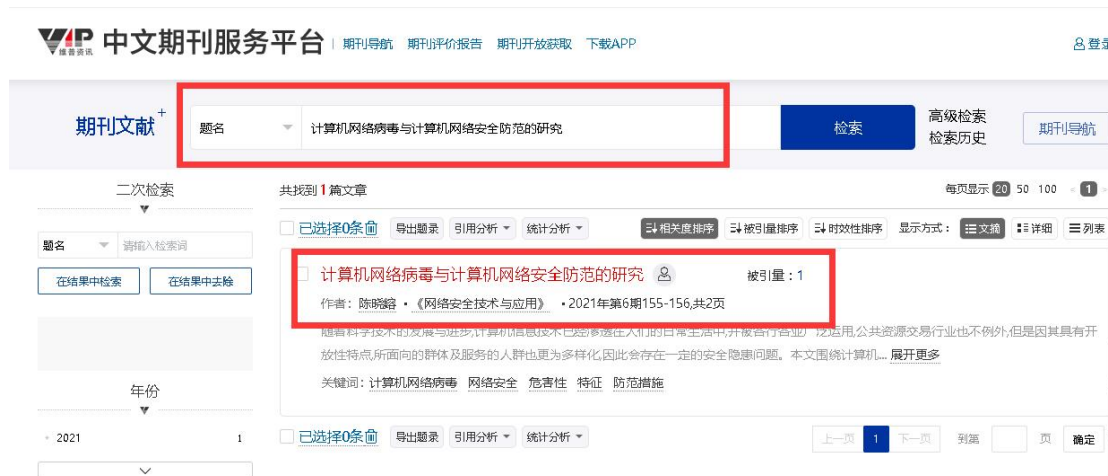 VIP 维普资讯 中文期刊服务平台 期刊导航 期刊评价报告 期刊开放获取 下载APP 登录
期刊文献+ 题名 计算机网络病毒与计算机网络安全防范的研究 检索 高级检索 检索历史 期刊导航
二次检索 共找到1篇文章 每页显示 20 50 100 < 1 >
已选择0条 导出题录 引用分析 统计分析 相关度排序 被引量排序 时效性排序 显示方式: 文摘 详细 列表
题名 请输入检索词
在结果中检索 在结果中去除
计算机网络病毒与计算机网络安全防范的研究 被引量:1
作者: 陈晓 • 《网络安全技术与应用》 • 2021年第6期155-156,共2页
随着科学技术的发展与进步,计算机信息技术已经渗透在人们的日常生活中,并被各行各业广泛运用,公共资源交易行业也不例外,但是因其具有开
放性特点,所面向的群体及服务的人群也更为多样化,因此会存在一定的安全隐患问题。本文围绕计算机... 展开更多
关键词: 计算机网络病毒 网络安全 危害性 特征 防范措施
年份
2021 1
已选择0条 导出题录 引用分析 统计分析 上一页 1 下一页 到第 页 确定